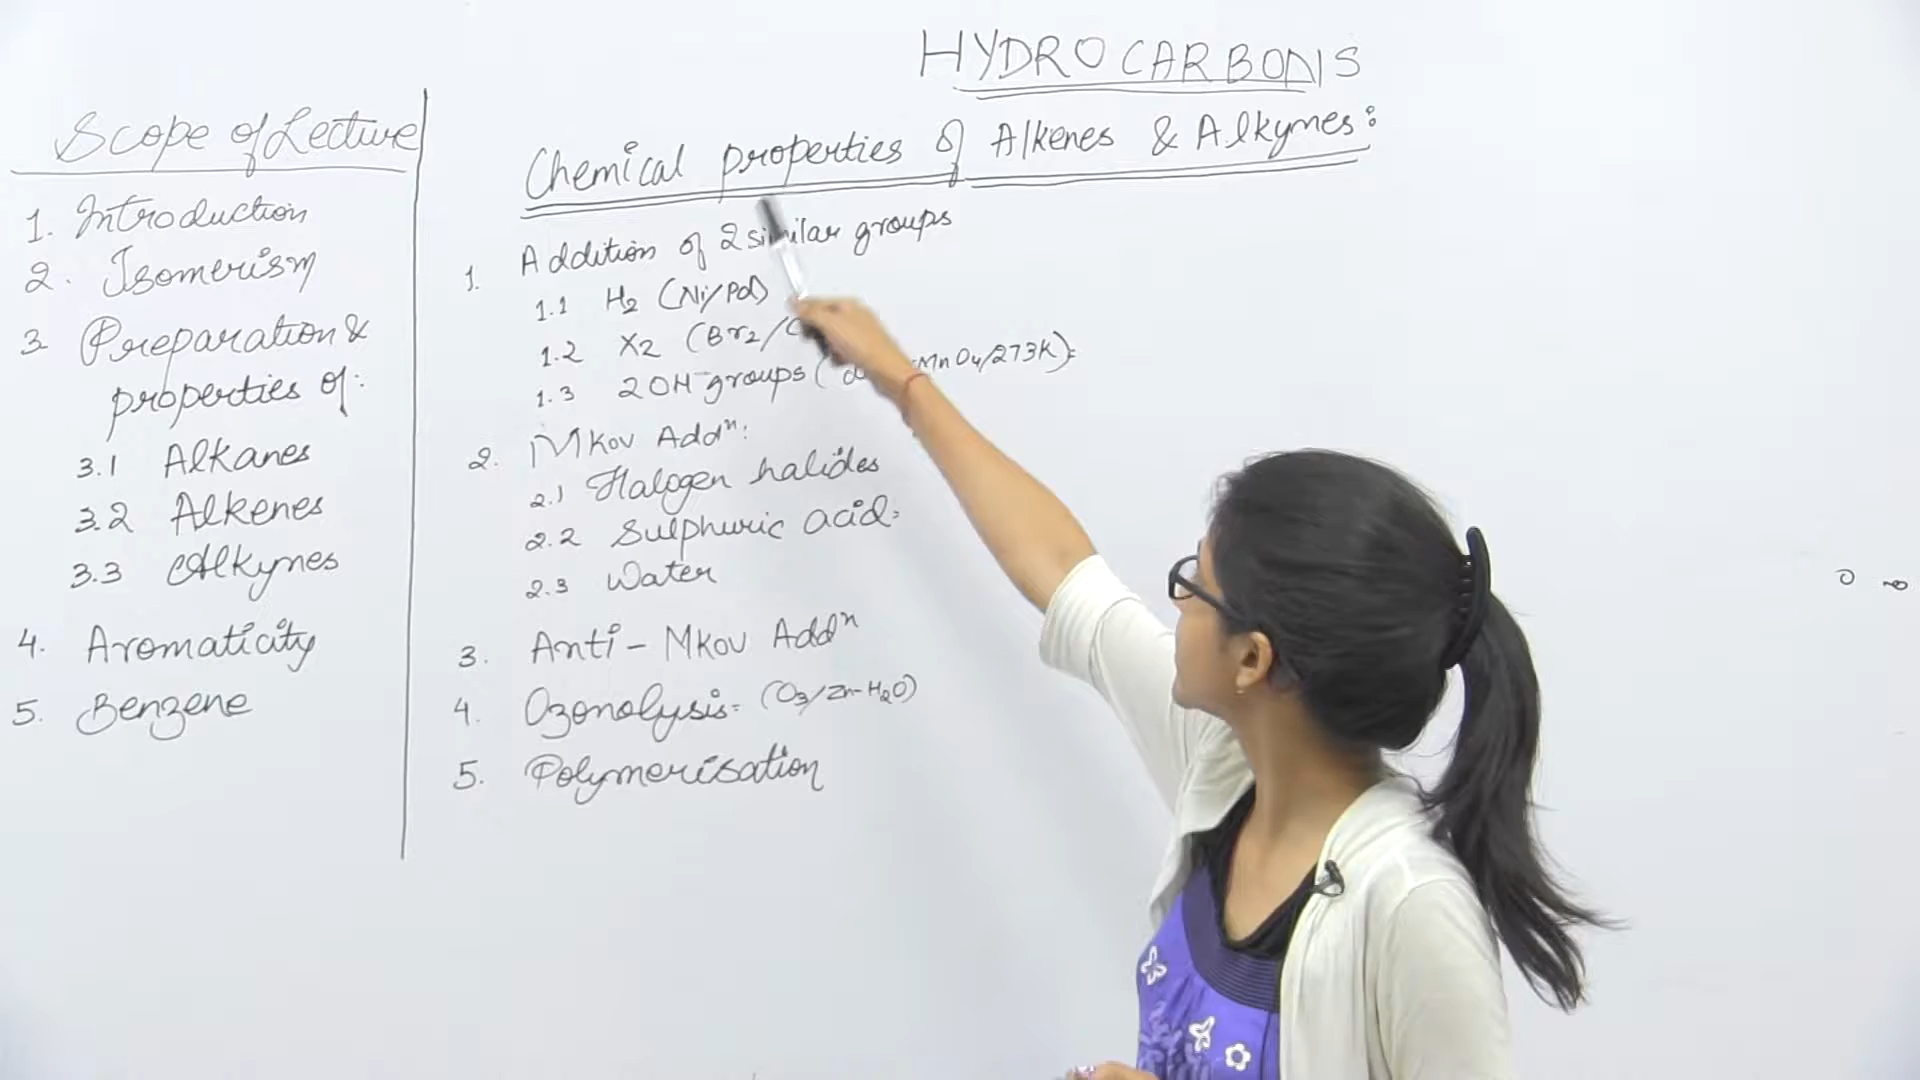 HYDROCARBONS
Scope of Lecture
1. Introduction
2. Isomerism
3 Preparation &
properties of:
3.1 Alkanes
3.2 Alkenes
3.3 Alkynes
4. Aromaticity
5. Benzene
Chemical properties of Alkenes & Alkynes:
1. Addition of 2 similar groups
1.1 H2 (Ni/Pd)
1.2 X2 (Br2/
1.3 2OH groups ( MnO4/273K):
2. Mkov Addn:
2.1 Halogen halides
2.2 Sulphuric acid:
2.3 Water
3. Anti-Mkov Addn
4. Ozonolysis: (O3/Zn-H2O)
5. Polymerisation